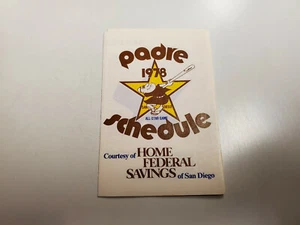 padre
1978
ALL STAR GAME
schedule
Courtesy of HOME
FEDERAL
SAVINGS of San Diego